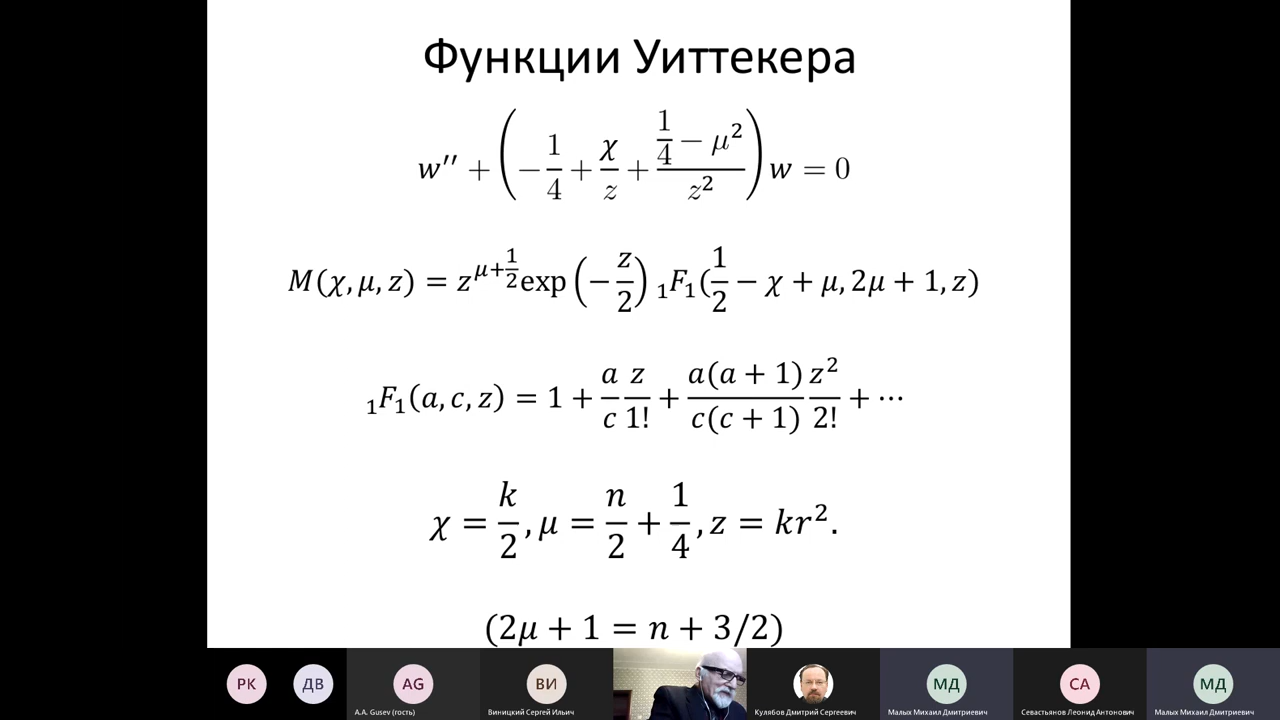 Функции Уиттекера
w′′ + (−1/4 + χ/z + (1/4 − μ²)/z²) w = 0
M(χ, μ, z) = z^(μ+1/2) exp(−z/2) ₁F₁(1/2 − χ + μ, 2μ + 1, z)
₁F₁(a, c, z) = 1 + a/c z/1! + a(a + 1)/c(c + 1) z²/2! + ⋯
χ = k/2, μ = n/2 + 1/4, z = kr².
(2μ + 1 = n + 3/2)
РК ДВ AG ВИ МД СА МД
A.A. Gusev (гость) Виницкий Сергей Ильич Кулябов Дмитрий Сергеевич Малых Михаил Дмитриевич Севастьянов Леонид Антонович Малых Михаил Дмитриевич